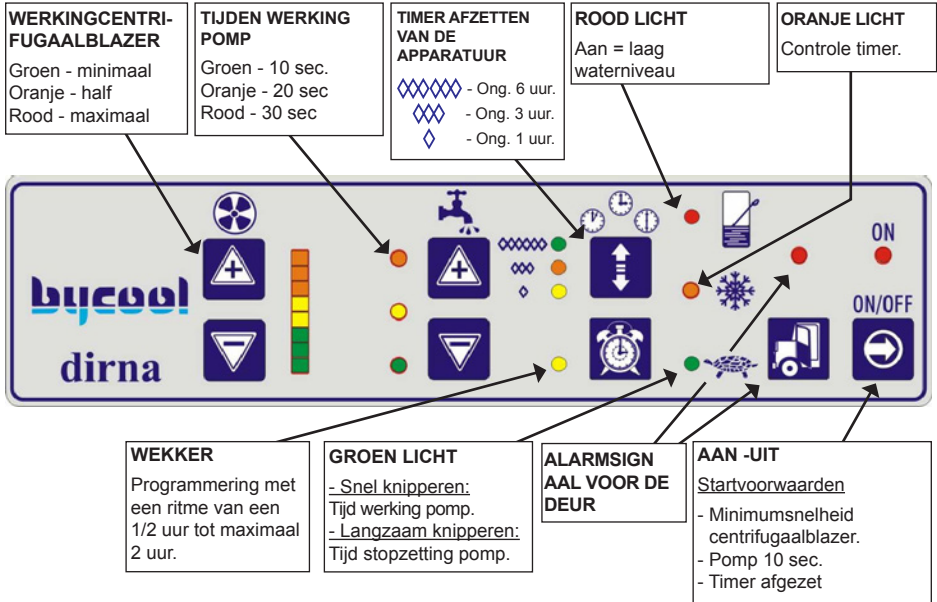 WERKINGCENTRI-
FUGAALBLAZER
Groen - minimaal
Oranje - half
Rood - maximaal
TIJDEN WERKING
POMP
Groen - 10 sec.
Oranje - 20 sec
Rood - 30 sec
TIMER AFZETTEN
VAN DE
APPARATUUR
- Ong. 6 uur.
- Ong. 3 uur.
- Ong. 1 uur.
ROOD LICHT
Aan = laag
waterniveau
ORANJE LICHT
Controle timer.
bycool
dirna
ON
ON/OFF
WEKKER
Programmering met
een ritme van een
1/2 uur tot maximaal
2 uur.
GROEN LICHT
- Snel knipperen:
Tijd werking pomp.
- Langzaam knipperen:
Tijd stopzetting pomp.
ALARMSIGN
AAL VOOR DE
DEUR
AAN -UIT
Startvoorwaarden
- Minimumsnelheid
centrifugaalblazer.
- Pomp 10 sec.
- Timer afgezet